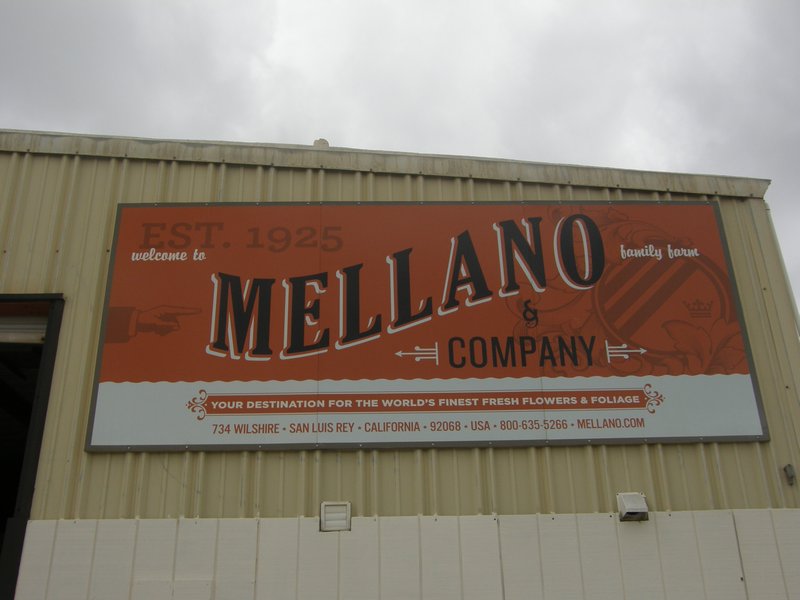 EST. 1925
welcome to
MELLANO
family farm
&
COMPANY
YOUR DESTINATION FOR THE WORLD'S FINEST FRESH FLOWERS & FOLIAGE
734 WILSHIRE • SAN LUIS REY • CALIFORNIA • 92068 • USA • 800-635-5266 • MELLANO.COM